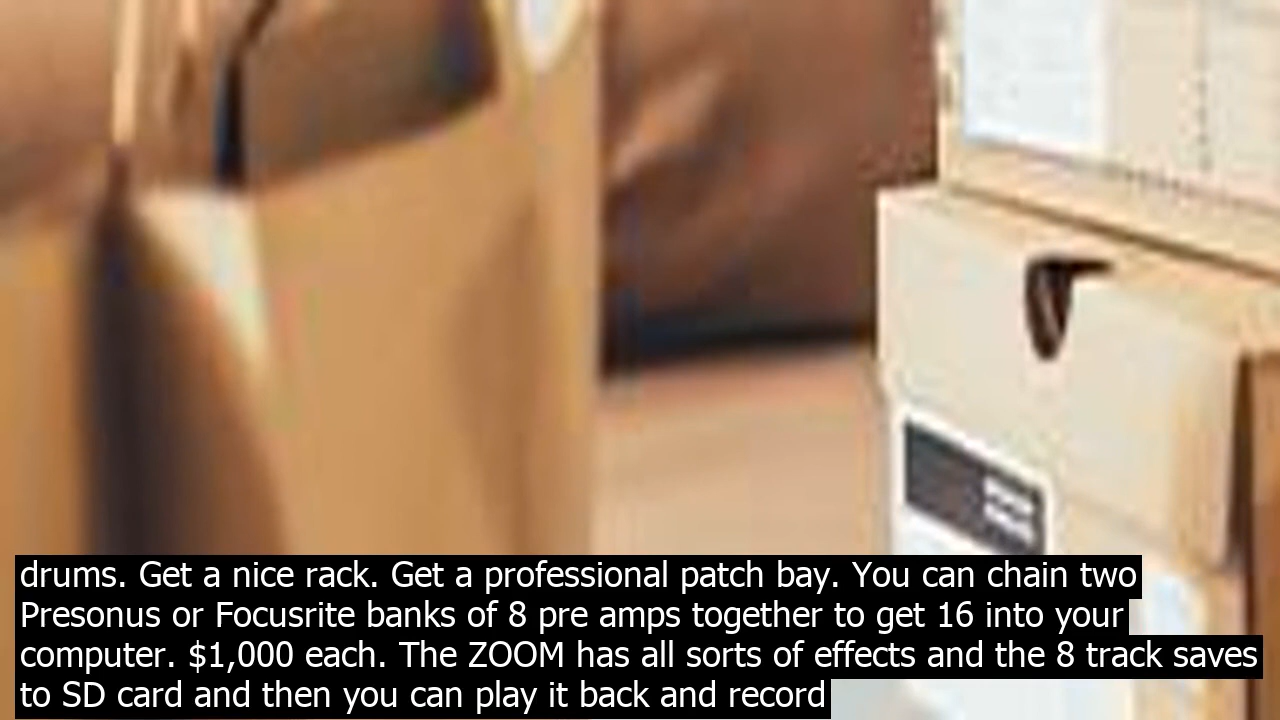 drums. Get a nice rack. Get a professional patch bay. You can chain two
Presonus or Focusrite banks of 8 pre amps together to get 16 into your
computer. $1,000 each. The ZOOM has all sorts of effects and the 8 track saves
to SD card and then you can play it back and record